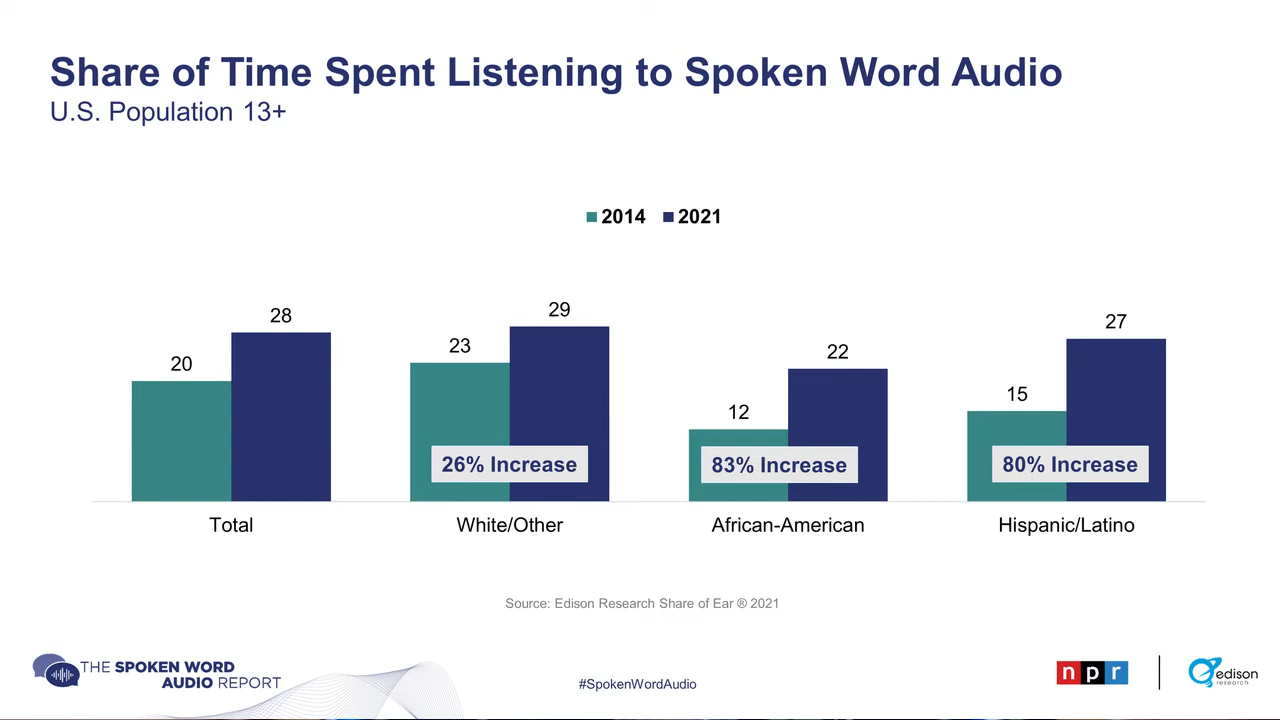 Share of Time Spent Listening to Spoken Word Audio
U.S. Population 13+
2014 2021
20 28 23 29 12 22 15 27
26% Increase 83% Increase 80% Increase
Total White/Other African-American Hispanic/Latino
Source: Edison Research Share of Ear ® 2021
THE SPOKEN WORD
AUDIO REPORT
#SpokenWordAudio
npr
edison
research